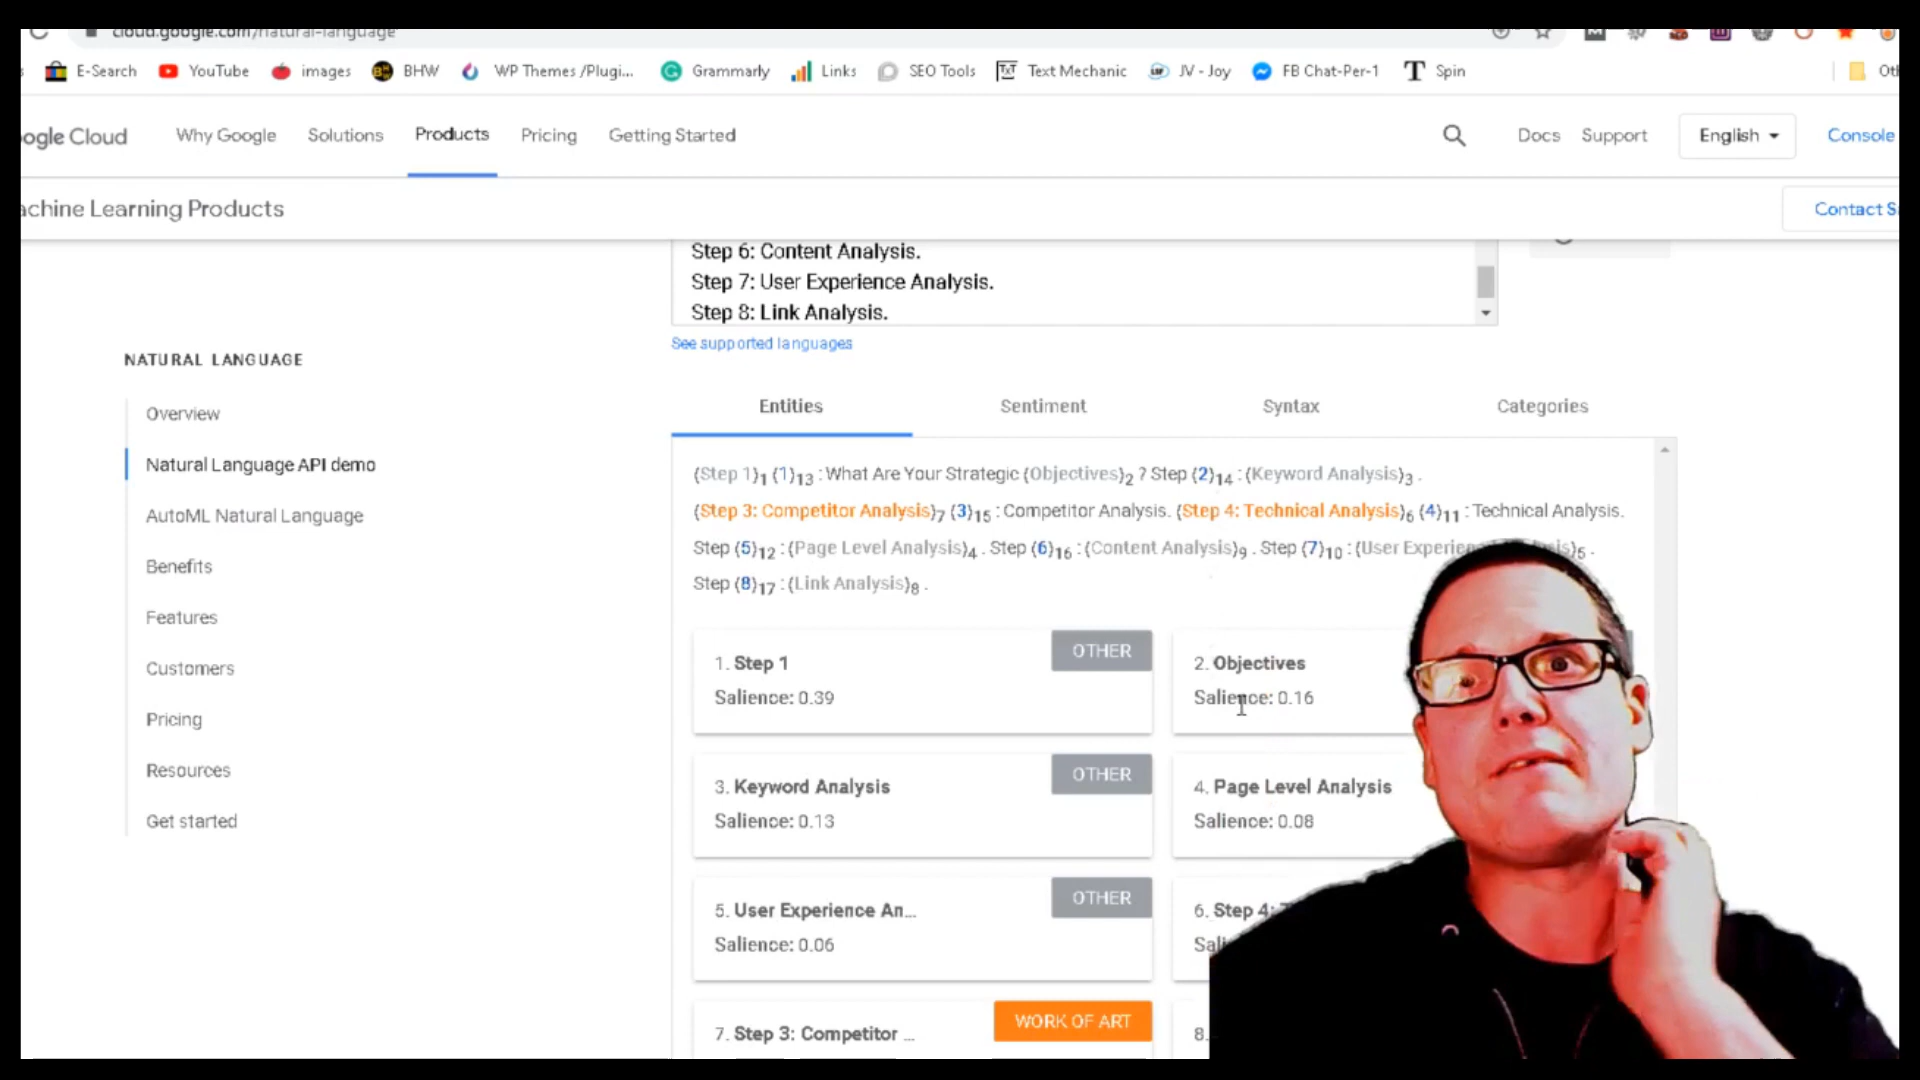 cloud.google.com/natural-language
E-Search YouTube images BHW WP Themes /Plugi... Grammarly Links SEO Tools Text Mechanic JV - Joy FB Chat-Per-1 Spin Oth
ogle Cloud Why Google Solutions Products Pricing Getting Started Docs Support English Console
achine Learning Products Contact S
Step 6: Content Analysis.
Step 7: User Experience Analysis.
Step 8: Link Analysis.
See supported languages
NATURAL LANGUAGE
Overview
Natural Language API demo
AutoML Natural Language
Benefits
Features
Customers
Pricing
Resources
Get started
Entities Sentiment Syntax Categories
⟨Step 1⟩1 ⟨1⟩13 : What Are Your Strategic ⟨Objectives⟩2 ? Step ⟨2⟩14 : ⟨Keyword Analysis⟩3 .
⟨Step 3: Competitor Analysis⟩7 ⟨3⟩15 : Competitor Analysis. ⟨Step 4: Technical Analysis⟩6 ⟨4⟩11 : Technical Analysis.
Step ⟨5⟩12 : ⟨Page Level Analysis⟩4 . Step ⟨6⟩16 : ⟨Content Analysis⟩9 . Step ⟨7⟩10 : ⟨User Experien sis⟩5 .
Step ⟨8⟩17 : ⟨Link Analysis⟩8 .
1. Step 1 OTHER
Salience: 0.39
2. Objectives
Salience: 0.16
3. Keyword Analysis OTHER
Salience: 0.13
4. Page Level Analysis
Salience: 0.08
5. User Experience An... OTHER
Salience: 0.06
6. Step 4:
Sali
7. Step 3: Competitor ... WORK OF ART
8.